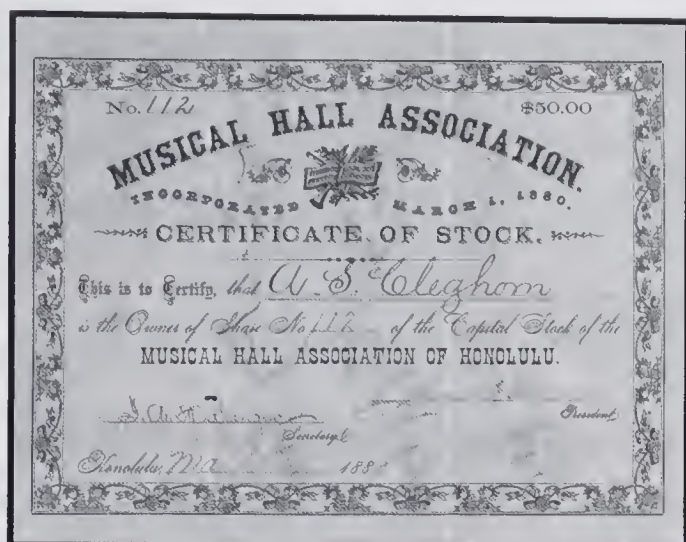 No. 112 $50.00
MUSICAL HALL ASSOCIATION.
INCORPORATED MARCH 1, 1880.
CERTIFICATE OF STOCK.
This is to Certify, that A. S. Cleghorn
is the Owner of Share No 112 of the Capital Stock of the
MUSICAL HALL ASSOCIATION OF HONOLULU.
President,
Secretary.
Honolulu, Ma 188